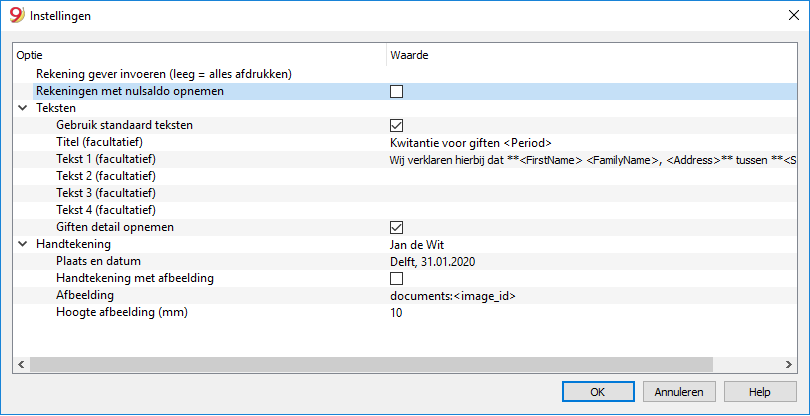 Instellingen
Optie Waarde
Rekening gever invoeren (leeg = alles afdrukken)
Rekeningen met nulsaldo opnemen
Teksten
Gebruik standaard teksten
Titel (facultatief) Kwitantie voor giften <Period>
Tekst 1 (facultatief) Wij verklaren hierbij dat **<FirstName> <FamilyName>, <Address>** tussen **<S
Tekst 2 (facultatief)
Tekst 3 (facultatief)
Tekst 4 (facultatief)
Giften detail opnemen
Handtekening Jan de Wit
Plaats en datum Delft, 31.01.2020
Handtekening met afbeelding
Afbeelding documents:<image_id>
Hoogte afbeelding (mm) 10
OK Annuleren Help